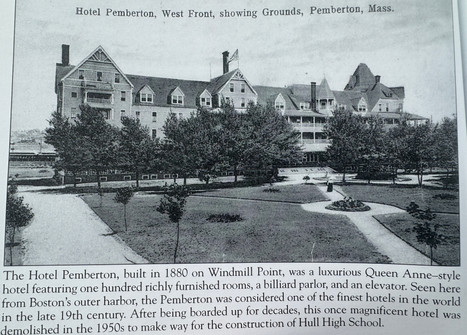 Hotel Pemberton, West Front, showing Grounds, Pemberton, Mass.
The Hotel Pemberton, built in 1880 on Windmill Point, was a luxurious Queen Anne–style
hotel featuring one hundred richly furnished rooms, a billiard parlor, and an elevator. Seen here
from Boston's outer harbor, the Pemberton was considered one of the finest hotels in the world
in the late 19th century. After being boarded up for decades, this once magnificent hotel was
demolished in the 1950s to make way for the construction of Hull High School.